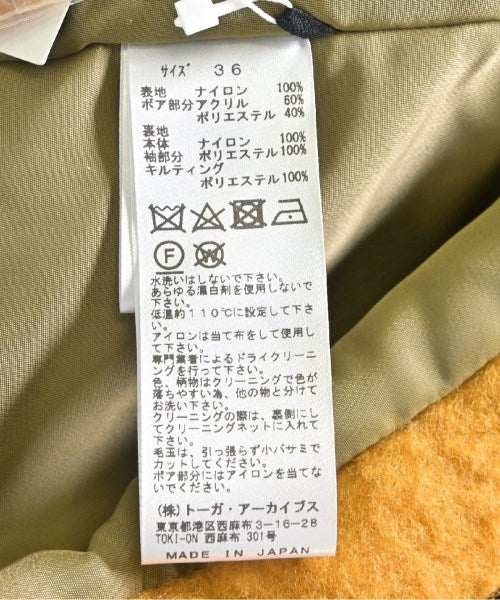 サイズ 36
表地 ナイロン 100%
ボア部分 アクリル 60%
ポリエステル 40%
裏地
本体 ナイロン 100%
袖部分 ポリエステル 100%
キルティング
ポリエステル 100%
F W
水洗いはしないで下さい。
あらゆる漂白剤を使用しないで
下さい。
低温約110℃に設定して下さ
い。
アイロンは当て布をして使用し
て下さい。
専門業者によるドライクリーニ
ングを行って下さい。
色、柄物はクリーニングで色が
落ちやすい為、他の物と分けて
お洗い下さい。
クリーニングの際は、裏側にし
てクリーニングネットに入れて
下さい。
毛玉は、引っ張らず小バサミで
カットしてください。
ボア部分にはアイロンを当てな
いでください。
(株)トーガ・アーカイブス
東京都港区西麻布3-16-28
TOKI-ON 西麻布 301号
MADE IN JAPAN